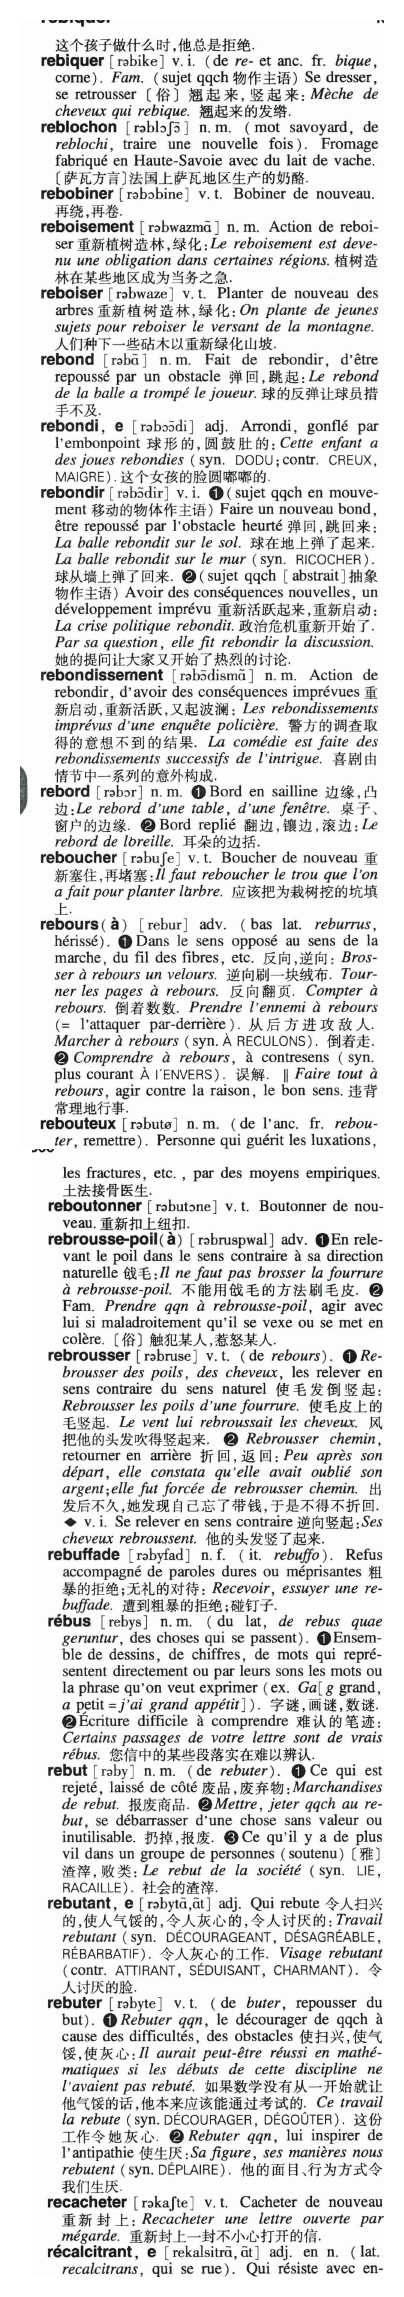 这个孩子做什么时,他总是拒绝.
rebiquer [rəbike] v. i. (de re- et anc. fr. bique,
corne). Fam. (sujet qqch 物作主语) Se dresser,
se retrousser〔俗〕翘起来,竖起来: Mèche de
cheveux qui rebique. 翘起来的发绺.
reblochon [rəblɔʃɔ̃] n. m. (mot savoyard, de
reblochi, traire une nouvelle fois). Fromage
fabriqué en Haute-Savoie avec du lait de vache.
〔萨瓦方言〕法国上萨瓦地区生产的奶酪.
rebobiner [rəbɔbine] v. t. Bobiner de nouveau.
再绕,再卷.
reboisement [rəbwazmɑ̃] n. m. Action de reboi-
ser 重新植树造林,绿化:Le reboisement est deve-
nu une obligation dans certaines régions. 植树造
林在某些地区成为当务之急.
reboiser [rəbwaze] v. t. Planter de nouveau des
arbres 重新植树造林,绿化: On plante de jeunes
sujets pour reboiser le versant de la montagne.
人们种下一些砧木以重新绿化山坡.
rebond [rəbɑ̃] n. m. Fait de rebondir, d'être
repoussé par un obstacle 弹回,跳起:Le rebond
de la balle a trompé le joueur. 球的反弹让球员措
手不及.
rebondi, e [rəbɔɔ̃di] adj. Arrondi, gonflé par
l'embonpoint 球形的,圆鼓肚的: Cette enfant a
des joues rebondies (syn. DODU; contr. CREUX,
MAIGRE). 这个女孩的脸圆嘟嘟的.
rebondir [rəbɔ̃dir] v. i. ❶(sujet qqch en mouve-
ment 移动的物体作主语) Faire un nouveau bond,
être repoussé par l'obstacle heurté 弹回,跳回来:
La balle rebondit sur le sol. 球在地上弹了起来.
La balle rebondit sur le mur (syn. RICOCHER).
球从墙上弹了回来. ❷(sujet qqch [abstrait]抽象
物作主语) Avoir des conséquences nouvelles, un
développement imprévu 重新活跃起来,重新启动:
La crise politique rebondit. 政治危机重新开始了.
Par sa question, elle fit rebondir la discussion.
她的提问让大家又开始了热烈的讨论.
rebondissement [rəbɔ̃dismɑ̃] n. m. Action de
rebondir, d'avoir des conséquences imprévues 重
新启动,重新活跃,又起波澜: Les rebondissements
imprévus d'une enquête policière. 警方的调查取
得的意想不到的结果. La comédie est faite des
rebondissements successifs de l'intrigue. 喜剧由
情节中一系列的意外构成.
rebord [rəbɔr] n. m. ❶ Bord en sailline 边缘,凸
边:Le rebord d'une table, d'une fenêtre. 桌子、
窗户的边缘. ❷ Bord replié 翻边,镶边,滚边:Le
rebord de loreille. 耳朵的边括.
reboucher [rəbuʃe] v. t. Boucher de nouveau 重
新塞住,再堵塞:Il faut reboucher le trou que l'on
a fait pour planter l'arbre. 应该把为栽树挖的坑填
上.
rebours(à) [rebur] adv. (bas lat. reburrus,
hérissé). ❶ Dans le sens opposé au sens de la
marche, du fil des fibres, etc. 反向,逆向: Bros-
ser à rebours un velours. 逆向刷一块绒布. Tour-
ner les pages à rebours. 反向翻页. Compter à
rebours. 倒着数数. Prendre l'ennemi à rebours
(= l'attaquer par-derrière). 从后方进攻敌人.
Marcher à rebours (syn. À RECULONS). 倒着走.
❷ Comprendre à rebours, à contresens (syn.
plus courant À l'ENVERS). 误解. ‖ Faire tout à
rebours, agir contre la raison, le bon sens. 违背
常理地行事.
rebouteux [rəbutø] n. m. (de l'anc. fr. rebou-
ter, remettre). Personne qui guérit les luxations,
les fractures, etc., par des moyens empiriques.
土法接骨医生.
reboutonner [rəbutɔne] v. t. Boutonner de nou-
veau. 重新扣上纽扣.
rebrousse-poil(à) [rəbruspwal] adv. ❶En rele-
vant le poil dans le sens contraire à sa direction
naturelle 戗毛:Il ne faut pas brosser la fourrure
à rebrousse-poil. 不能用戗毛的方法刷毛皮. ❷
Fam. Prendre qqn à rebrousse-poil, agir avec
lui si maladroitement qu'il se vexe ou se met en
colère.〔俗〕触犯某人,惹怒某人.
rebrousser [rəbruse] v. t. (de rebours). ❶ Re-
brousser des poils, des cheveux, les relever en
sens contraire du sens naturel 使毛发倒竖起:
Rebrousser les poils d'une fourrure. 使毛皮上的
毛竖起. Le vent lui rebroussait les cheveux. 风
把他的头发吹得竖起来. ❷ Rebrousser chemin,
retourner en arrière 折回,返回: Peu après son
départ, elle constata qu'elle avait oublié son
argent;elle fut forcée de rebrousser chemin. 出
发后不久,她发现自己忘了带钱,于是不得不折回.
◆ v. i. Se relever en sens contraire 逆向竖起:Ses
cheveux rebroussent. 他的头发竖了起来.
rebuffade [rəbyfad] n. f. (it. rebuffo). Refus
accompagné de paroles dures ou méprisantes 粗
暴的拒绝;无礼的对待: Recevoir, essuyer une re-
buffade. 遭到粗暴的拒绝;碰钉子.
rébus [rebys] n. m. (du lat, de rebus quae
geruntur, des choses qui se passent). ❶Ensem-
ble de dessins, de chiffres, de mots qui repré-
sentent directement ou par leurs sons les mots ou
la phrase qu'on veut exprimer (ex. Ga[g grand,
a petit = j'ai grand appétit]). 字谜,画谜,数谜.
❷Écriture difficile à comprendre 难认的笔迹:
Certains passages de votre lettre sont de vrais
rébus. 您信中的某些段落实在难以辨认.
rebut [rəby] n. m. (de rebuter). ❶ Ce qui est
rejeté, laissé de côté 废品,废弃物:Marchandises
de rebut. 报废商品. ❷Mettre, jeter qqch au re-
but, se débarrasser d'une chose sans valeur ou
inutilisable. 扔掉,报废. ❸ Ce qu'il y a de plus
vil dans un groupe de personnes (soutenu)〔雅〕
渣滓,败类: Le rebut de la société (syn. LIE,
RACAILLE). 社会的渣滓.
rebutant, e [rəbytɑ̃,ɑ̃t] adj. Qui rebute 令人扫兴
的,使人气馁的,令人灰心的,令人讨厌的:Travail
rebutant (syn. DÉCOURAGEANT, DÉSAGRÉABLE,
RÉBARBATIF). 令人灰心的工作. Visage rebutant
(contr. ATTIRANT, SÉDUISANT, CHARMANT). 令
人讨厌的脸.
rebuter [rəbyte] v. t. (de buter, repousser du
but). ❶ Rebuter qqn, le décourager de qqch à
cause des difficultés, des obstacles 使扫兴,使气
馁,使灰心:Il aurait peut-être réussi en mathé-
matiques si les débuts de cette discipline ne
l'avaient pas rebuté. 如果数学没有从一开始就让
他气馁的话,他本来应该能通过考试的. Ce travail
la rebute (syn. DÉCOURAGER, DÉGOÛTER). 这份
工作令她灰心. ❷ Rebuter qqn, lui inspirer de
l'antipathie 使生厌:Sa figure, ses manières nous
rebutent (syn. DÉPLAIRE). 他的面目、行为方式令
我们生厌.
recacheter [rəkaʃte] v. t. Cacheter de nouveau
重新封上: Recacheter une lettre ouverte par
mégarde. 重新封上一封不小心打开的信.
récalcitrant, e [rekalsitrɑ̃, ɑ̃t] adj. en n. (lat.
recalcitrans, qui se rue). Qui résiste avec en-